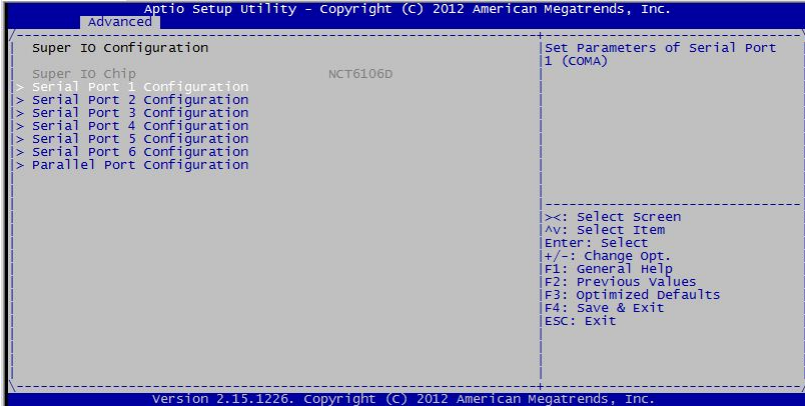 Aptio Setup Utility - Copyright (C) 2012 American Megatrends, Inc.
Advanced
Super IO Configuration
Super IO Chip NCT6106D
> Serial Port 1 Configuration
> Serial Port 2 Configuration
> Serial Port 3 Configuration
> Serial Port 4 Configuration
> Serial Port 5 Configuration
> Serial Port 6 Configuration
> Parallel Port Configuration
Set Parameters of Serial Port
1 (COMA)
><: Select Screen
^v: Select Item
Enter: Select
+/-: Change Opt.
F1: General Help
F2: Previous Values
F3: Optimized Defaults
F4: Save & Exit
ESC: Exit
Version 2.15.1226. Copyright (C) 2012 American Megatrends, Inc.